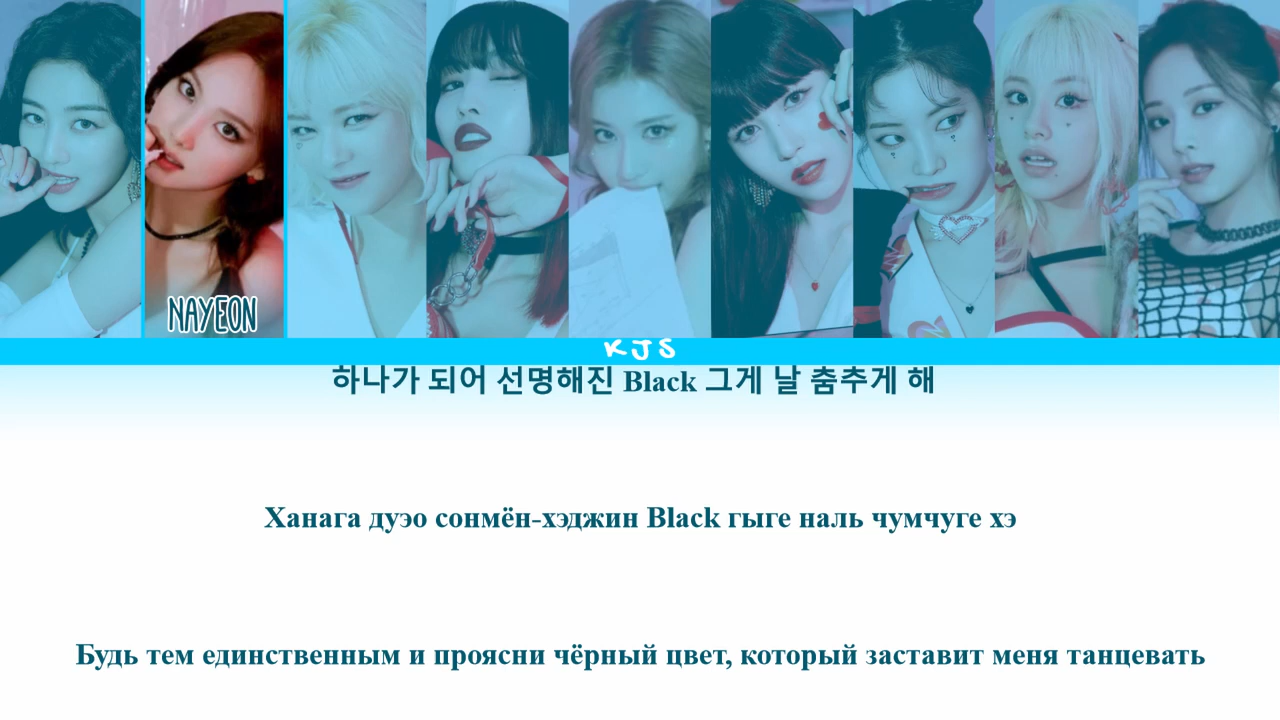 NAYEON
KJS
하나가 되어 선명해진 Black 그게 날 춤추게 해
Ханага дуэо сонмён-хэджин Black гыге наль чумчуге хэ
Будь тем единственным и проясни чёрный цвет, который заставит меня танцевать